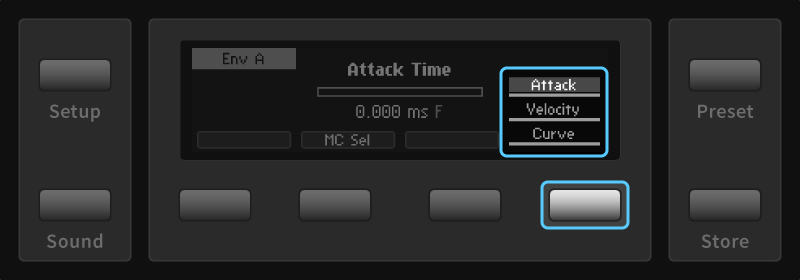 Env A
Attack Time
0.000 ms F
MC Sel
Attack
Velocity
Curve
Setup
Sound
Preset
Store